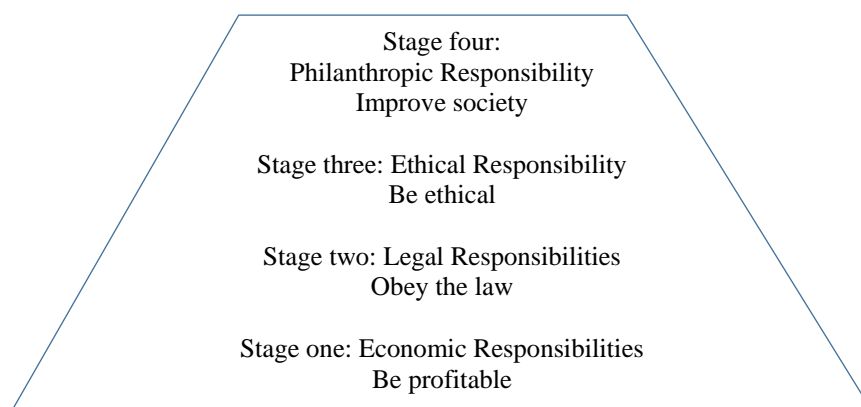 Stage four:
Philanthropic Responsibility
Improve society
Stage three: Ethical Responsibility
Be ethical
Stage two: Legal Responsibilities
Obey the law
Stage one: Economic Responsibilities
Be profitable